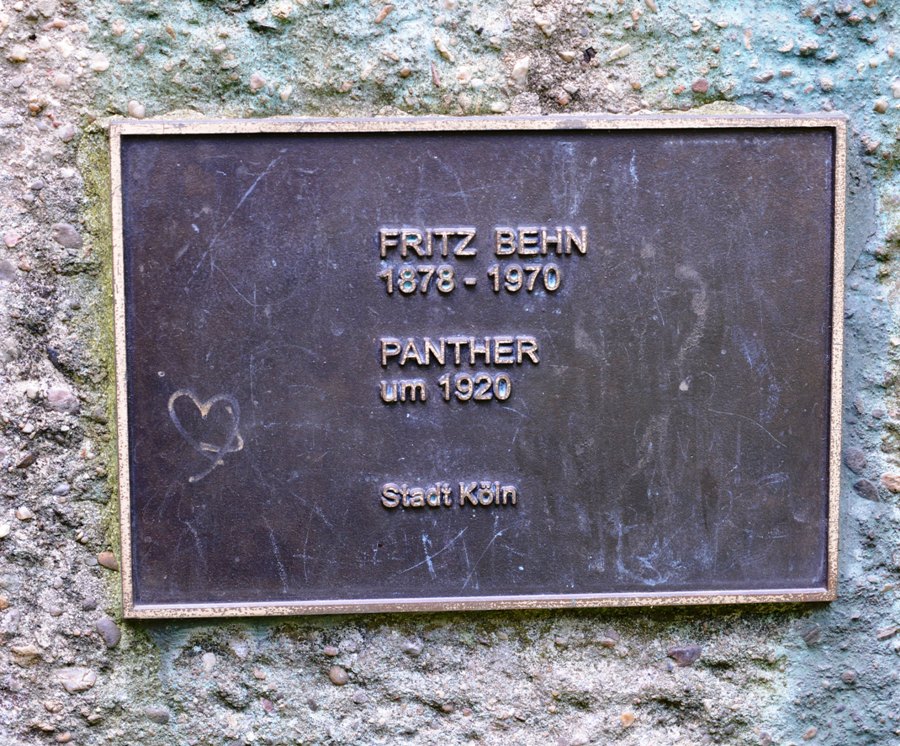 FRITZ BEHN
1878 - 1970
PANTHER
um 1920
Stadt Köln